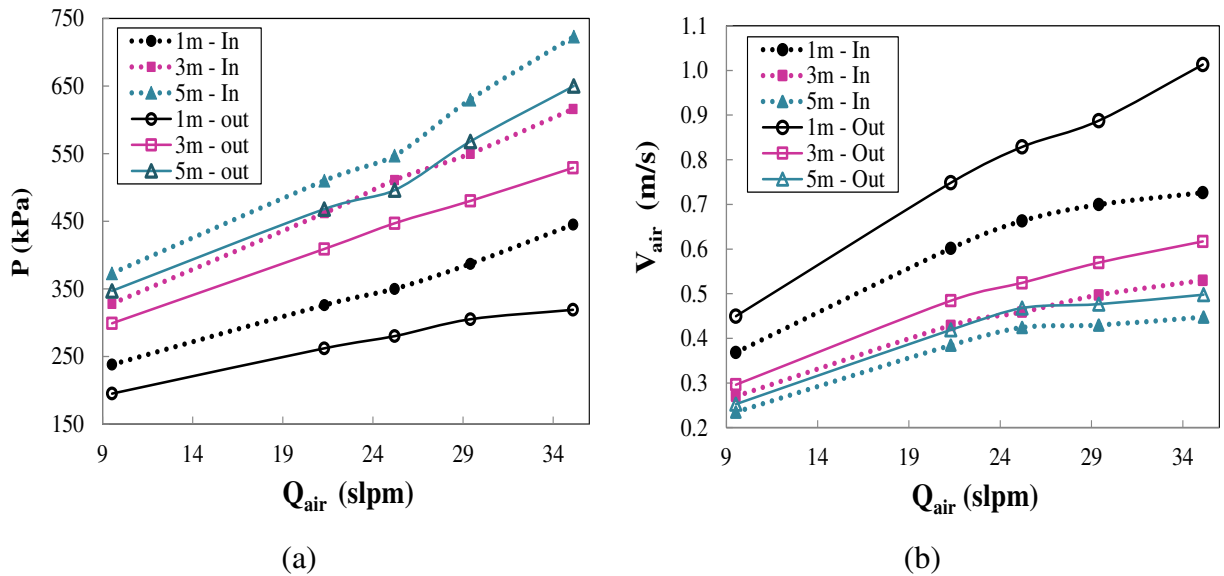 750
650
550
450
350
250
150
P (kPa)
1m - In
3m - In
5m - In
1m - out
3m - out
5m - out
9 14 19 24 29 34
Qair (slpm)
(a)
1.1
1.0
0.9
0.8
0.7
0.6
0.5
0.4
0.3
0.2
Vair (m/s)
1m - In
3m - In
5m - In
1m - Out
3m - Out
5m - Out
9 14 19 24 29 34
Qair (slpm)
(b)